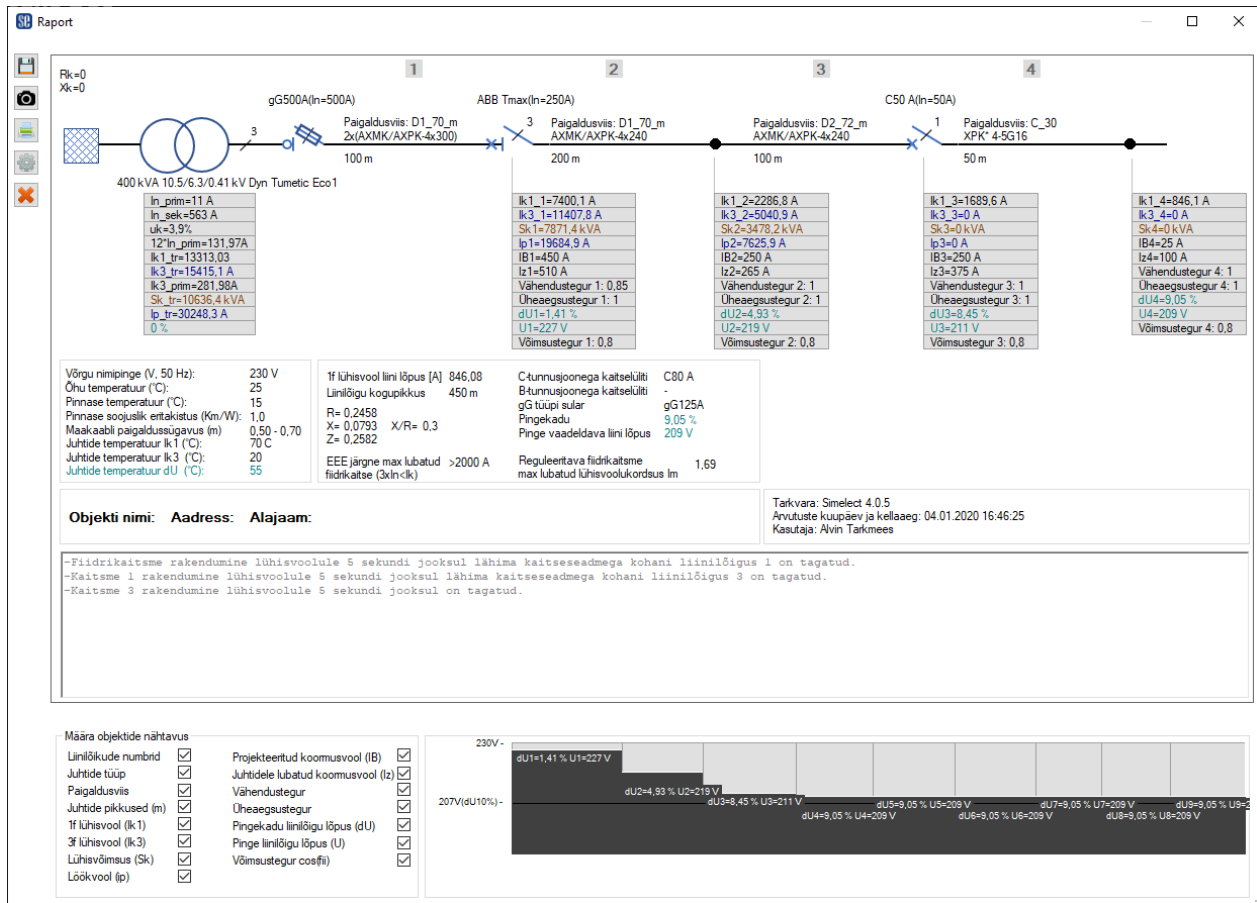 Raport
Rk=0
Xk=0
1
2
3
4
gG500A(In=500A)
ABB Tmax(In=250A)
C50 A(In=50A)
3
Paigaldusviis: D1_70_m
2x(AXMK/AXPK-4x300)
100 m
3
Paigaldusviis: D1_70_m
AXMK/AXPK-4x240
200 m
Paigaldusviis: D2_72_m
AXMK/AXPK-4x240
100 m
1
Paigaldusviis: C_30
XPK* 4-5G16
50 m
400 kVA 10.5/6.3/0.41 kV Dyn Tumetic Eco1
In_prim=11 A
In_sek=563 A
uk=3,9%
12*In_prim=131,97A
Ik1_tr=13313,03
Ik3_tr=15415,1 A
Ik3_prim=281,98A
Sk_tr=10636,4 kVA
Ip_tr=30248,3 A
0 %
Ik1_1=7400,1 A
Ik3_1=11407,8 A
Sk1=7871,4 kVA
Ip1=19684,9 A
IB1=450 A
Iz1=510 A
Vähendustegur 1: 0,85
Üheaegsustegur 1: 1
dU1=1,41 %
U1=227 V
Võimsustegur 1: 0,8
Ik1_2=2286,8 A
Ik3_2=5040,9 A
Sk2=3478,2 kVA
Ip2=7625,9 A
IB2=250 A
Iz2=265 A
Vähendustegur 2: 1
Üheaegsustegur 2: 1
dU2=4,93 %
U2=219 V
Võimsustegur 2: 0,8
Ik1_3=1689,6 A
Ik3_3=0 A
Sk3=0 kVA
Ip3=0 A
IB3=250 A
Iz3=375 A
Vähendustegur 3: 1
Üheaegsustegur 3: 1
dU3=8,45 %
U3=211 V
Võimsustegur 3: 0,8
Ik1_4=846,1 A
Ik3_4=0 A
Sk4=0 kVA
IB4=25 A
Iz4=100 A
Vähendustegur 4: 1
Üheaegsustegur 4: 1
dU4=9,05 %
U4=209 V
Võimsustegur 4: 0,8
Võrgu nimipinge (V, 50 Hz): 230 V
Õhu temperatuur (°C): 25
Pinnase temperatuur (°C): 15
Pinnase soojuslik eritakistus (Km/W): 1,0
Maakaabli paigaldussügavus (m) 0,50 - 0,70
Juhtide temperatuur Ik1 (°C): 70 C
Juhtide temperatuur Ik3 (°C): 20
Juhtide temperatuur dU (°C): 55
1f lühisvool liini lõpus [A] 846,08
Liinilõigu kogupikkus 450 m
R= 0,2458
X= 0,0793 X/R= 0,3
Z= 0,2582
EEE järgne max lubatud >2000 A
fiidrikaitse (3xIn<Ik)
C-tunnusjoonega kaitselüliti C80 A
B-tunnusjoonega kaitselüliti -
gG tüüpi sular gG125A
Pingekadu 9,05 %
Pinge vaadeldava liini lõpus 209 V
Reguleeritava fiidrikaitsme 1,69
max lubatud lühisvoolukordsus Im
Objekti nimi: Aadress: Alajaam:
Tarkvara: Simelect 4.0.5
Arvutuste kuupäev ja kellaaeg: 04.01.2020 16:46:25
Kasutaja: Alvin Tarkmees
-Fiidrikaitsme rakendumine lühisvoolule 5 sekundi jooksul lähima kaitseseadmega kohani liinilõigus 1 on tagatud.
-Kaitsme 1 rakendumine lühisvoolule 5 sekundi jooksul lähima kaitseseadmega kohani liinilõigus 3 on tagatud.
-Kaitsme 3 rakendumine lühisvoolule 5 sekundi jooksul on tagatud.
Määra objektide nähtavus
Liinilõikude numbrid
Juhtide tüüp
Paigaldusviis
Juhtide pikkused (m)
1f lühisvool (Ik1)
3f lühisvool (Ik3)
Lühisvõimsus (Sk)
Löökvool (ip)
Projekteeritud koormusvool (IB)
Juhtidele lubatud koormusvool (Iz)
Vähendustegur
Üheaegsustegur
Pingekadu liinilõigu lõpus (dU)
Pinge liinilõigu lõpus (U)
Võimsustegur cos(fii)
230V -
207V(dU10%) -
dU1=1,41 % U1=227 V
dU2=4,93 % U2=219 V
dU3=8,45 % U3=211 V
dU4=9,05 % U4=209 V
dU5=9,05 % U5=209 V
dU6=9,05 % U6=209 V
dU7=9,05 % U7=209 V
dU8=9,05 % U8=209 V
dU9=9,05 % U9=2